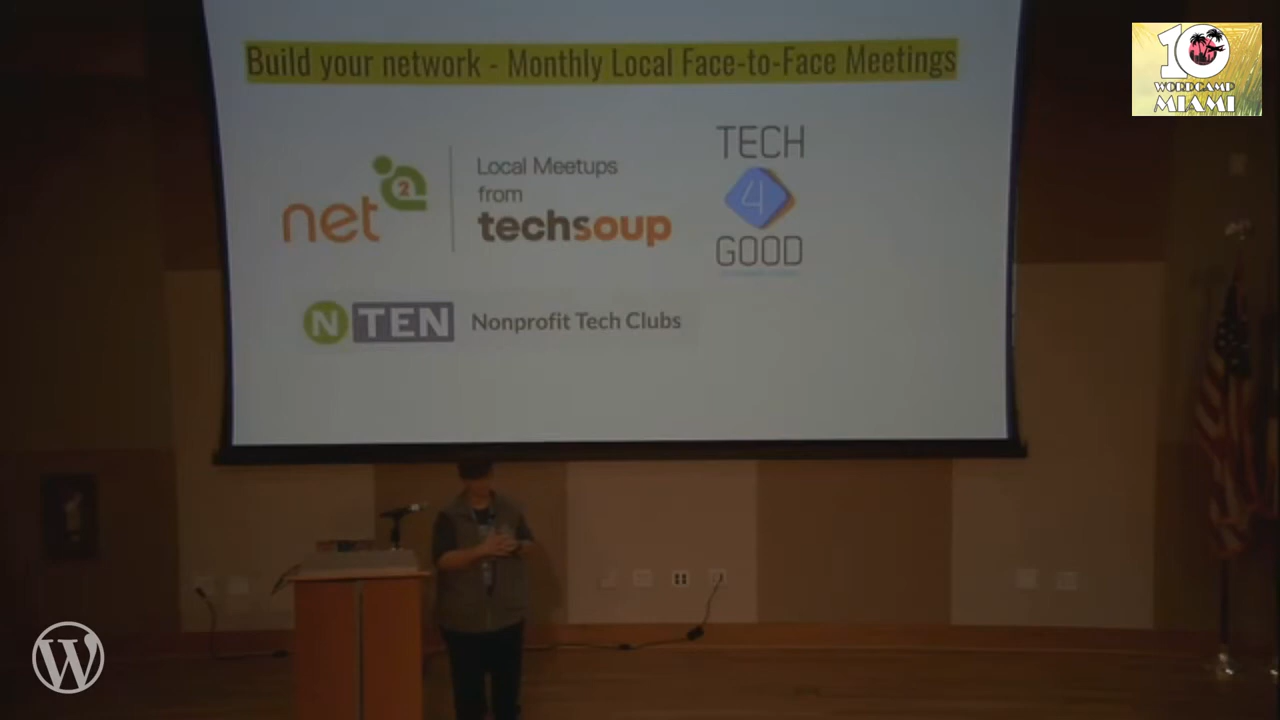 Build your network - Monthly Local Face-to-Face Meetings
net2
Local Meetups
from
techsoup
TECH
4
GOOD
NTEN Nonprofit Tech Clubs
10
WORDCAMP
MIAMI
W